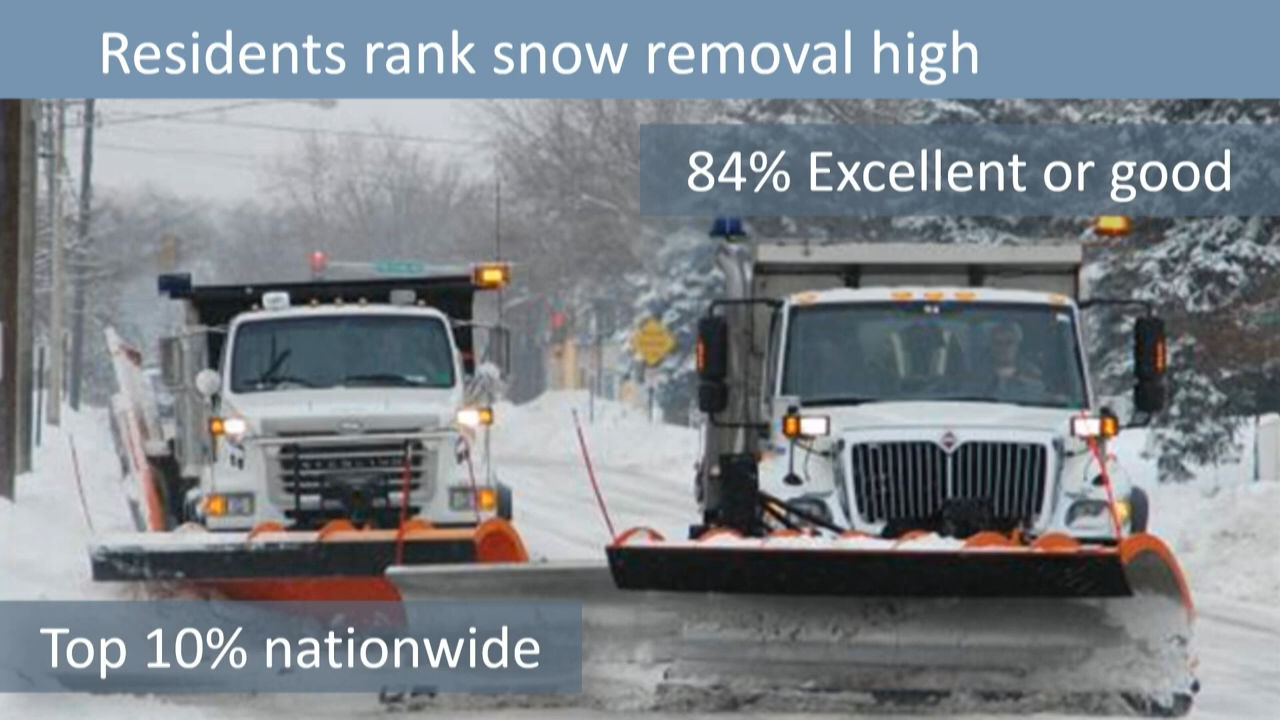 Residents rank snow removal high
84% Excellent or good
Top 10% nationwide